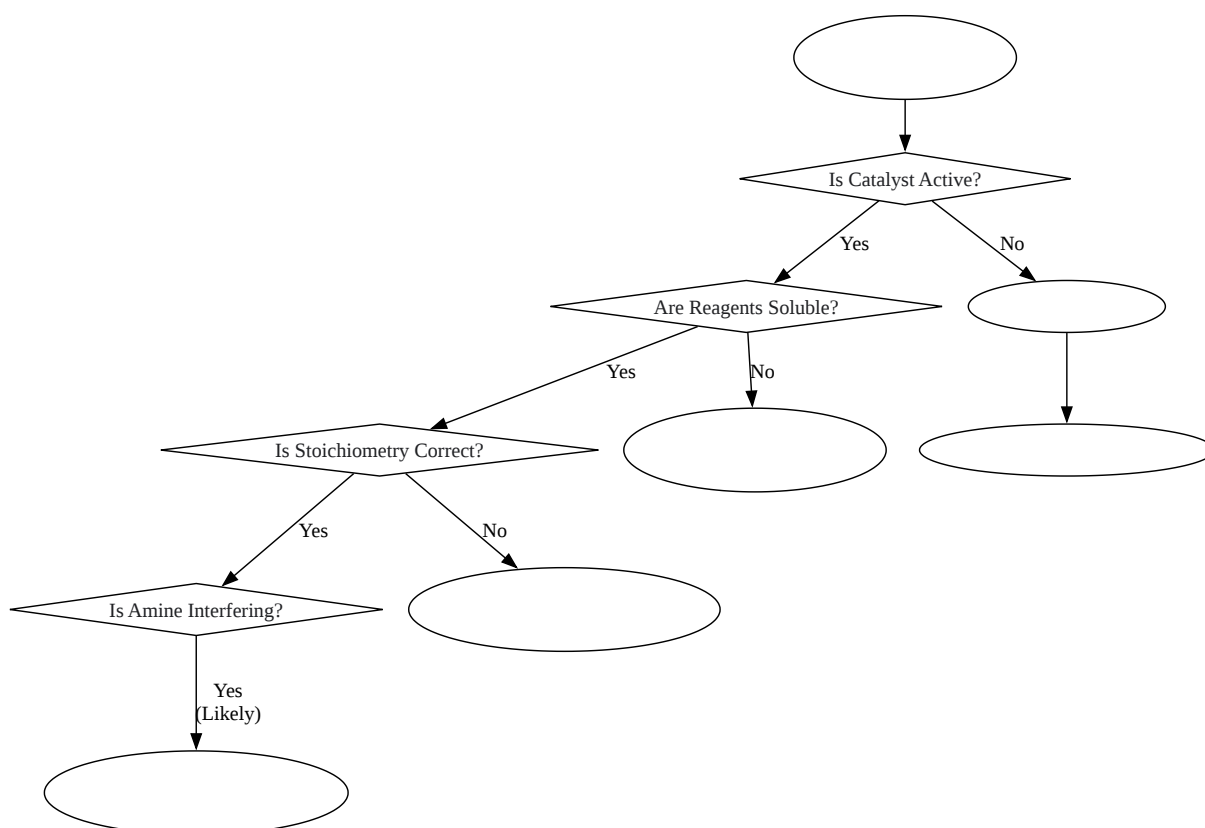 Is Catalyst Active?
Yes
No
Are Reagents Soluble?
Yes
No
Is Stoichiometry Correct?
Yes
No
Is Amine Interfering?
Yes
(Likely)